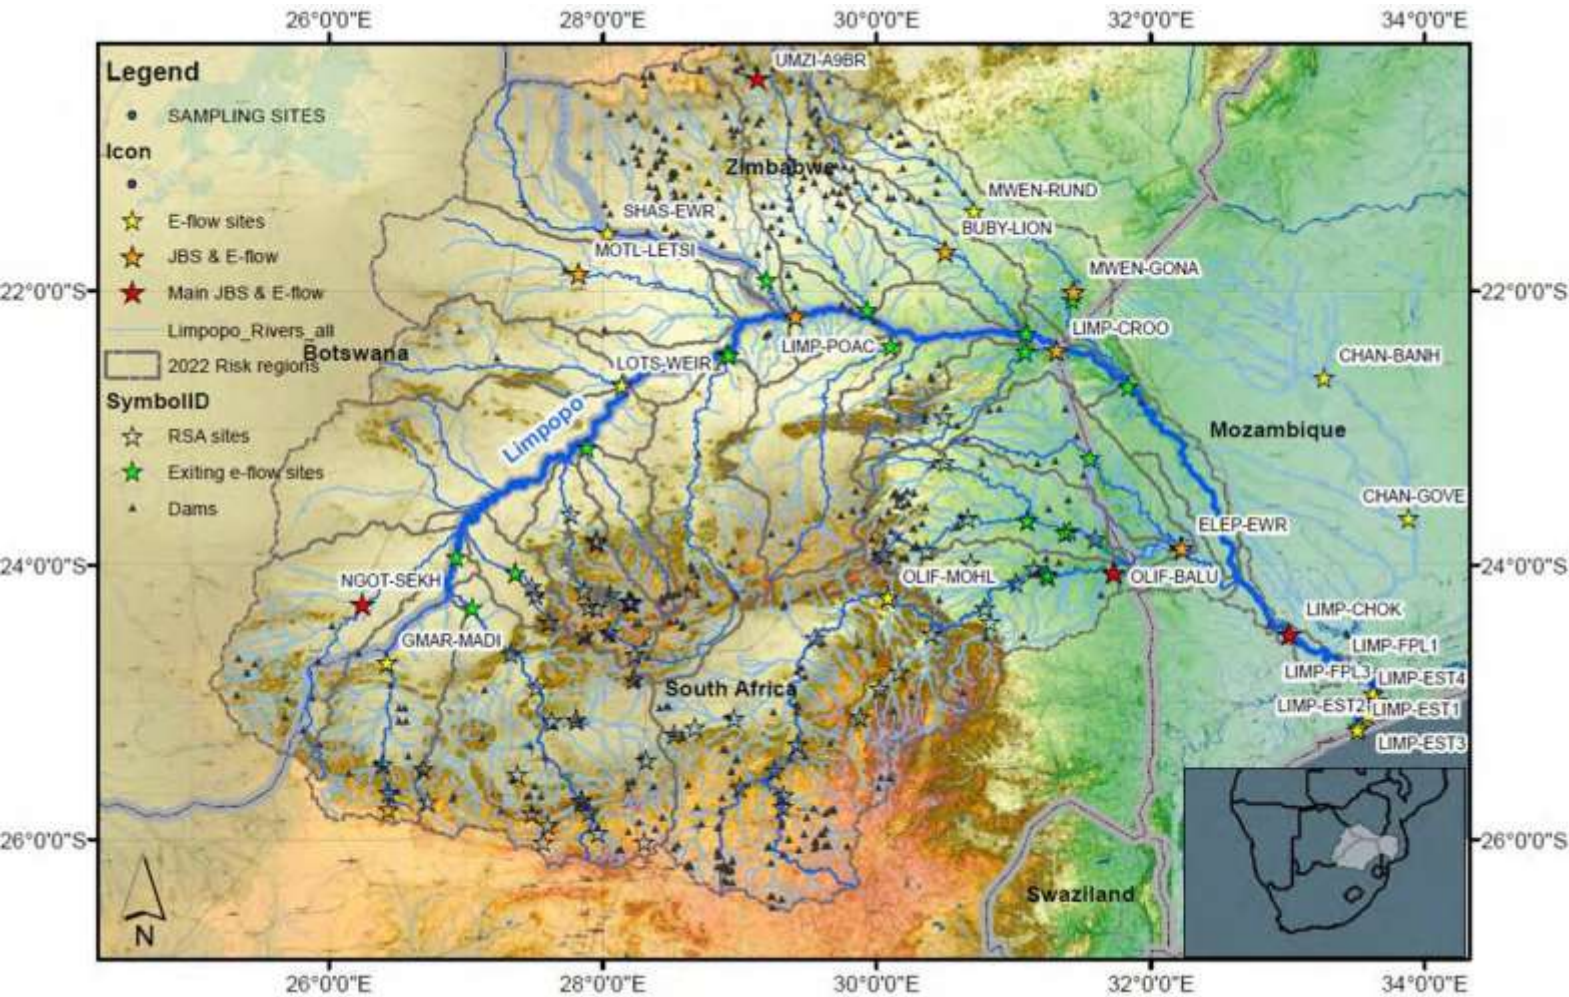 26°0'0"E 28°0'0"E 30°0'0"E 32°0'0"E 34°0'0"E
Legend
SAMPLING SITES
Icon
E-flow sites
JBS & E-flow
Main JBS & E-flow
Limpopo_Rivers_all
2022 Risk regions
SymbolID
RSA sites
Exiting e-flow sites
Dams
UMZI-A9BR
Zimbabwe
MWEN-RUND
SHAS-EWR
BUBY-LION
MOTL-LETSI
MWEN-GONA
22°0'0"S
22°0'0"S
LIMP-CROO
LIMP-POAC
Botswana
LOTS-WEIR
CHAN-BANH
Limpopo
Mozambique
CHAN-GOVE
ELEP-EWR
24°0'0"S
24°0'0"S
NGOT-SEKH
OLIF-MOHL
OLIF-BALU
LIMP-CHOK
GMAR-MADI
LIMP-FPL1
LIMP-FPL3
LIMP-EST4
South Africa
LIMP-EST2
LIMP-EST1
LIMP-EST3
26°0'0"S
26°0'0"S
Swaziland
N
26°0'0"E 28°0'0"E 30°0'0"E 32°0'0"E 34°0'0"E